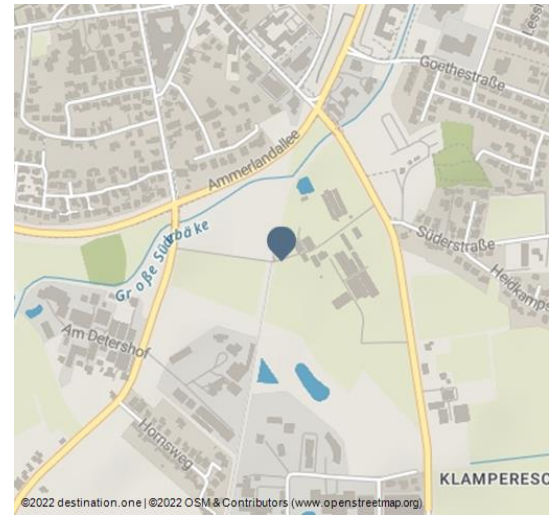 Lessi
Goethestraße
Ammerlandallee
Große Süderbäke
Süderstraße
Heidkamps
Am Detershof
Hornsweg
KLAMPERESC
©2022 destination.one | ©2022 OSM & Contributors (www.openstreetmap.org)